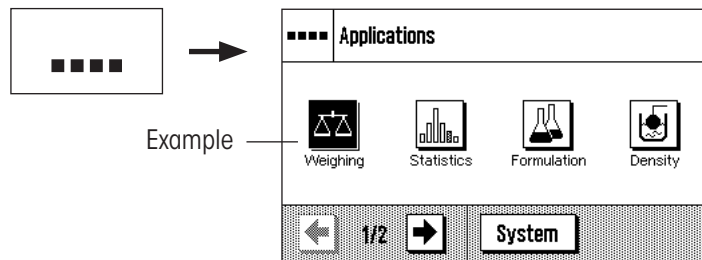 Applications
Example
Weighing
Statistics
Formulation
Density
1/2
System